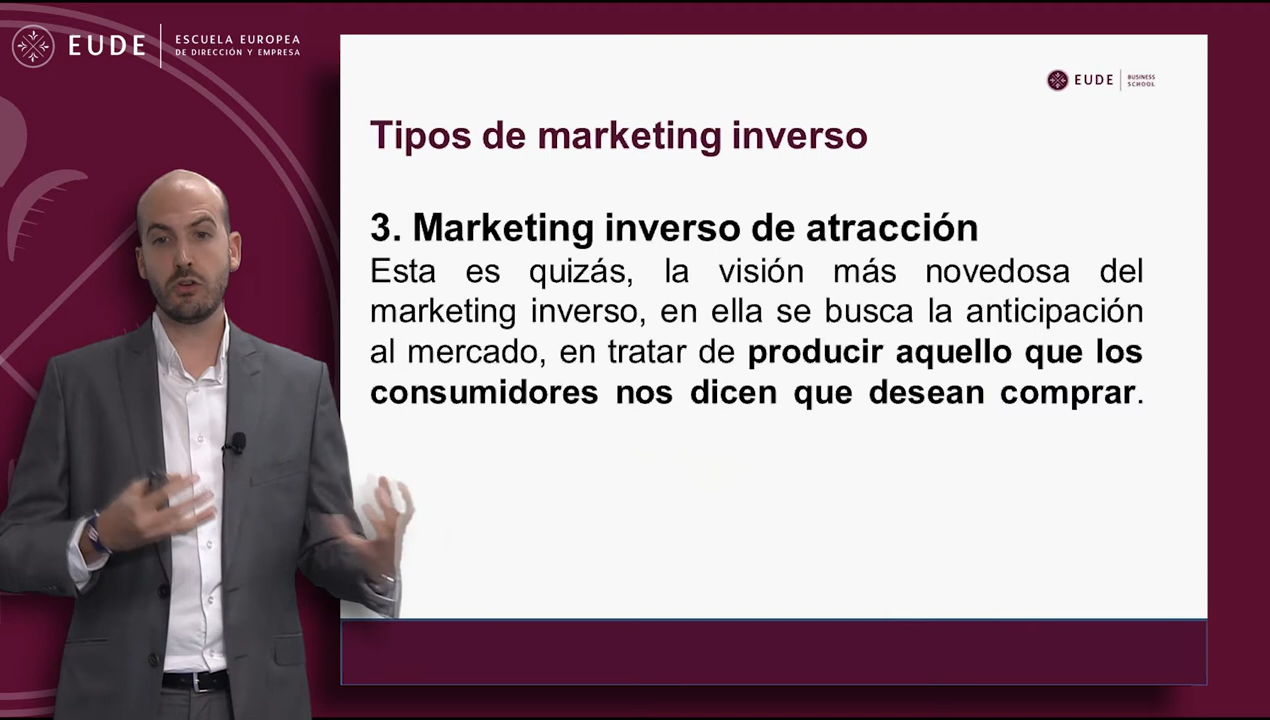 EUDE
ESCUELA EUROPEA
DE DIRECCIÓN Y EMPRESA
EUDE
BUSINESS
SCHOOL
Tipos de marketing inverso
3. Marketing inverso de atracción
Esta es quizás, la visión más novedosa del
marketing inverso, en ella se busca la anticipación
al mercado, en tratar de producir aquello que los
consumidores nos dicen que desean comprar.